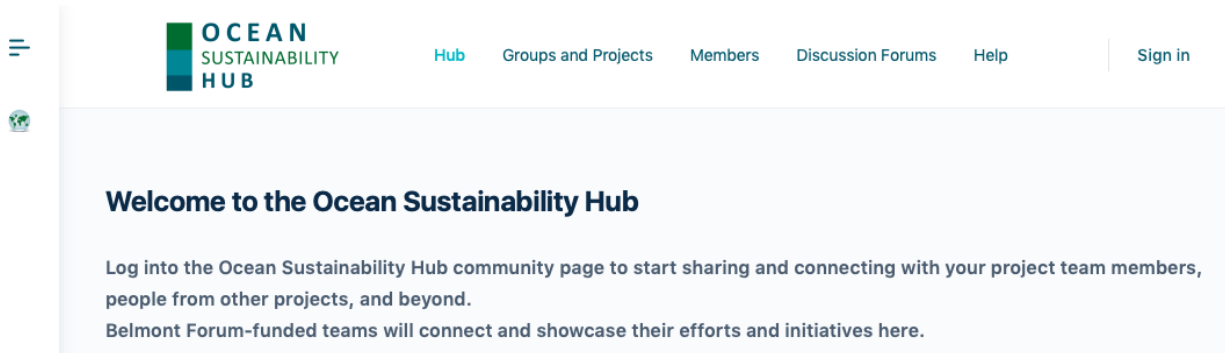 OCEAN
SUSTAINABILITY
HUB
Hub Groups and Projects Members Discussion Forums Help Sign in
Welcome to the Ocean Sustainability Hub
Log into the Ocean Sustainability Hub community page to start sharing and connecting with your project team members,
people from other projects, and beyond.
Belmont Forum-funded teams will connect and showcase their efforts and initiatives here.